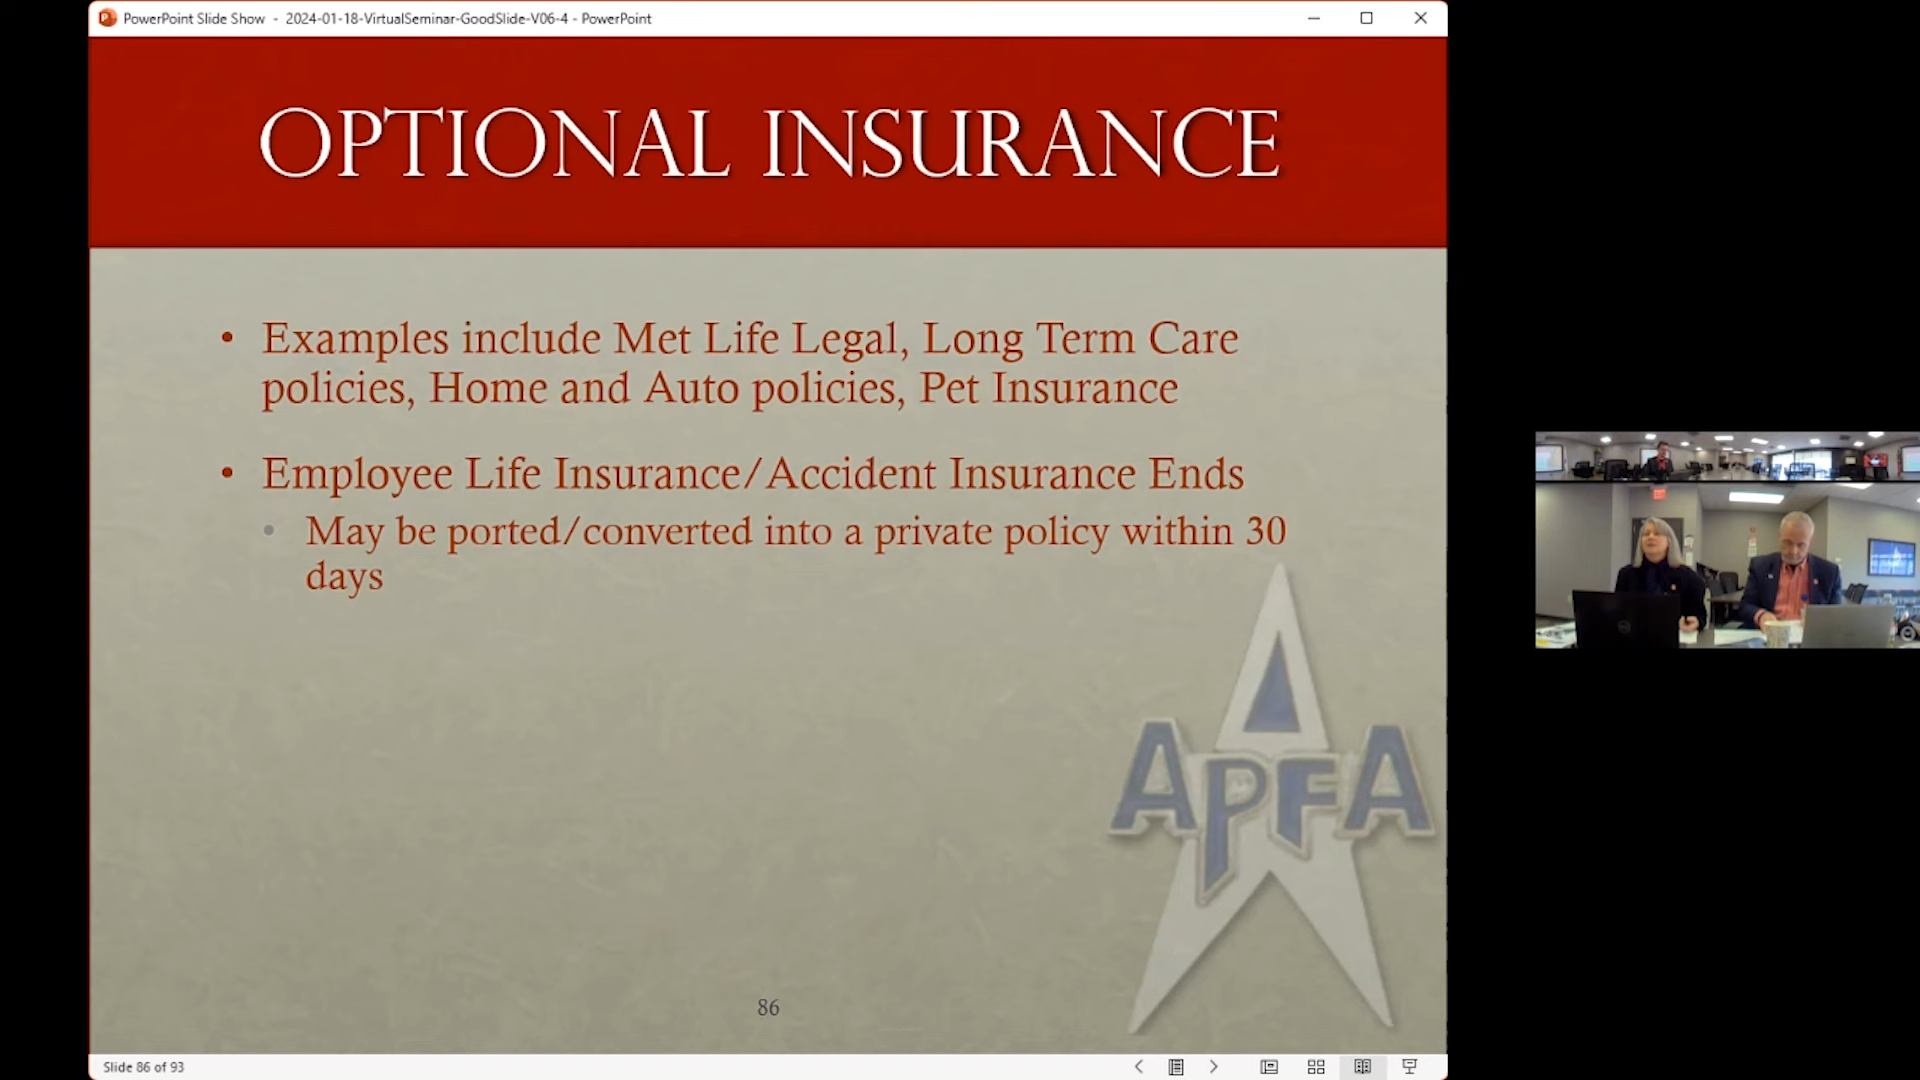 PowerPoint Slide Show - 2024-01-18-VirtualSeminar-GoodSlide-V06-4 - PowerPoint
OPTIONAL INSURANCE
• Examples include Met Life Legal, Long Term Care
policies, Home and Auto policies, Pet Insurance
• Employee Life Insurance/Accident Insurance Ends
• May be ported/converted into a private policy within 30
days
APFA
86
Slide 86 of 93